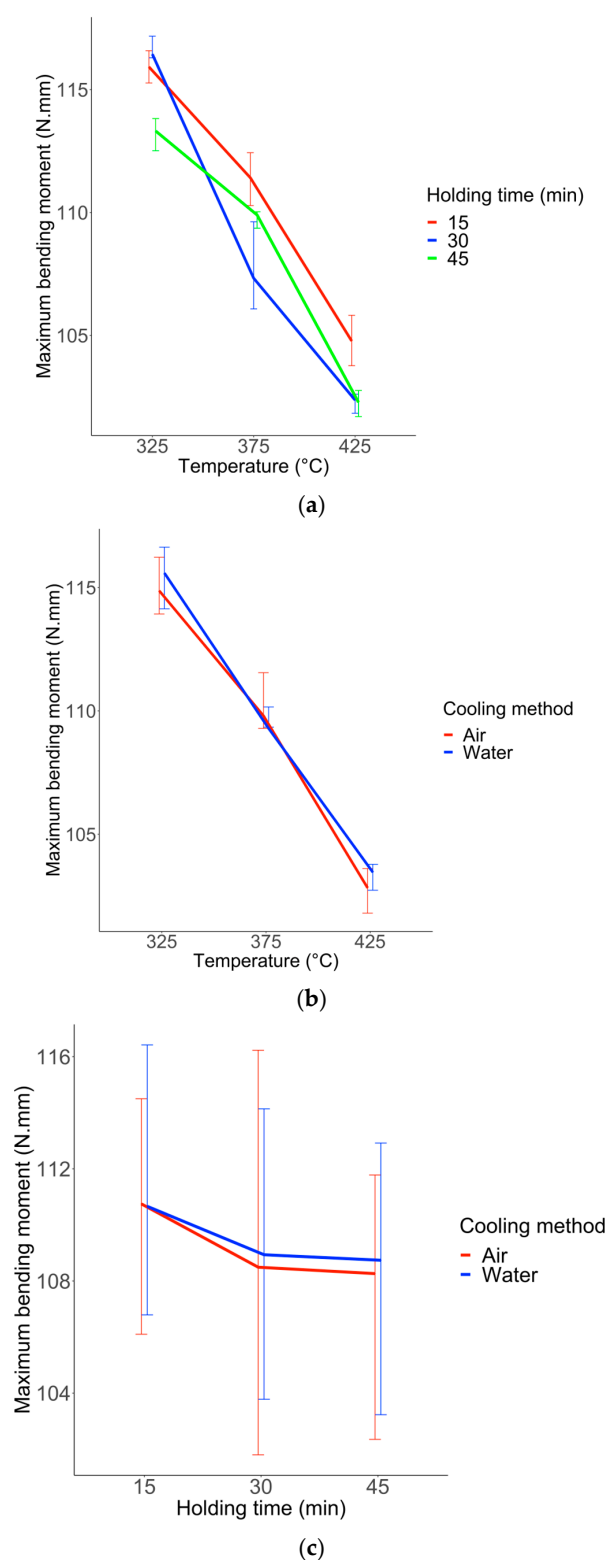 Maximum bending moment (N.mm)
115
110
105
325 375 425
Temperature (°C)
Holding time (min)
15
30
45
(a)
Maximum bending moment (N.mm)
115
110
105
325 375 425
Temperature (°C)
Cooling method
Air
Water
(b)
Maximum bending moment (N.mm)
116
112
108
104
15 30 45
Holding time (min)
Cooling method
Air
Water
(c)